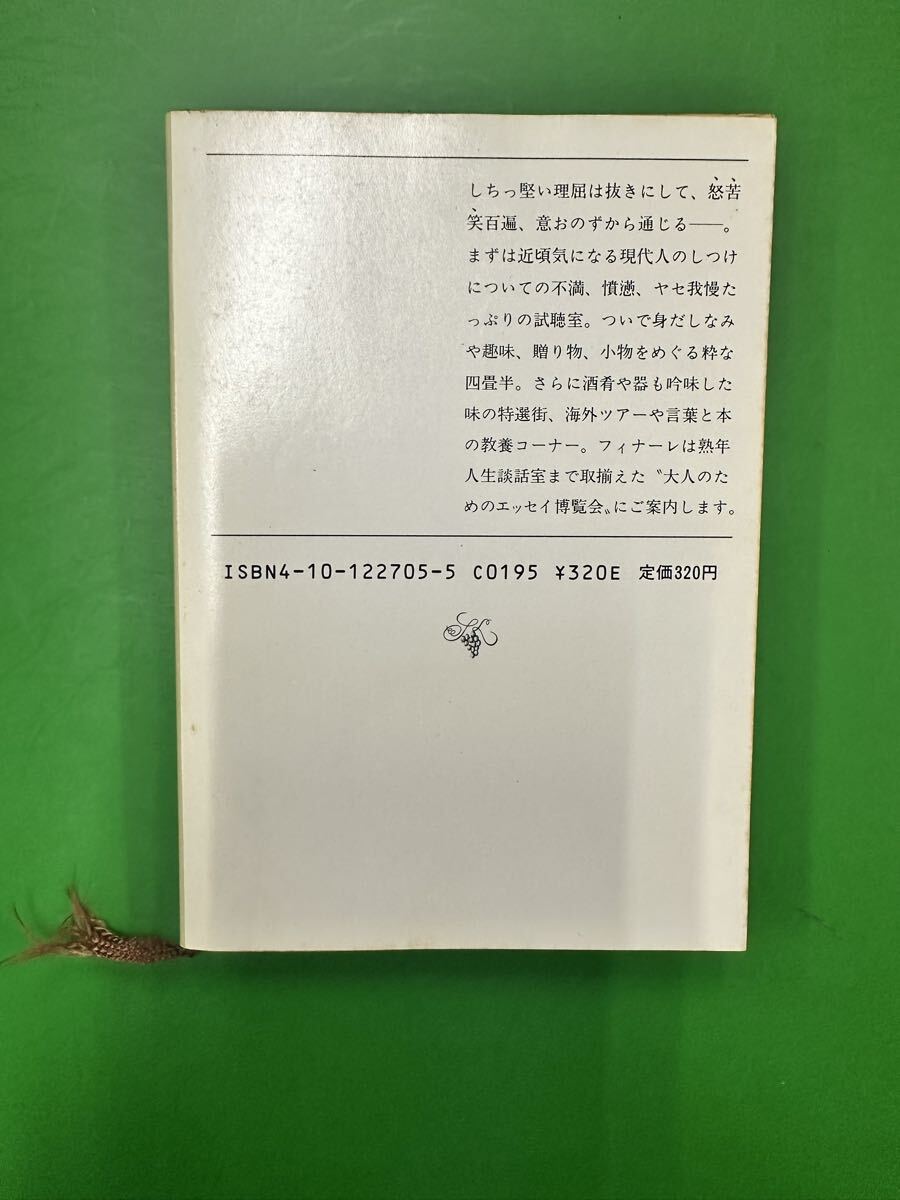 しちっ堅い理屈は抜きにして、怒苦
笑百遍、意おのずから通じる――。
まずは近頃気になる現代人のしつけ
についての不満、憤懣、ヤセ我慢た
っぷりの試聴室。ついで身だしなみ
や趣味、贈り物、小物をめぐる粋な
四畳半。さらに酒肴や器も吟味した
味の特選街、海外ツアーや言葉と本
の教養コーナー。フィナーレは熟年
人生談話室まで取揃えた〝大人のた
めのエッセイ博覧会〟にご案内します。
ISBN4-10-122705-5 C0195 ¥320E 定価320円